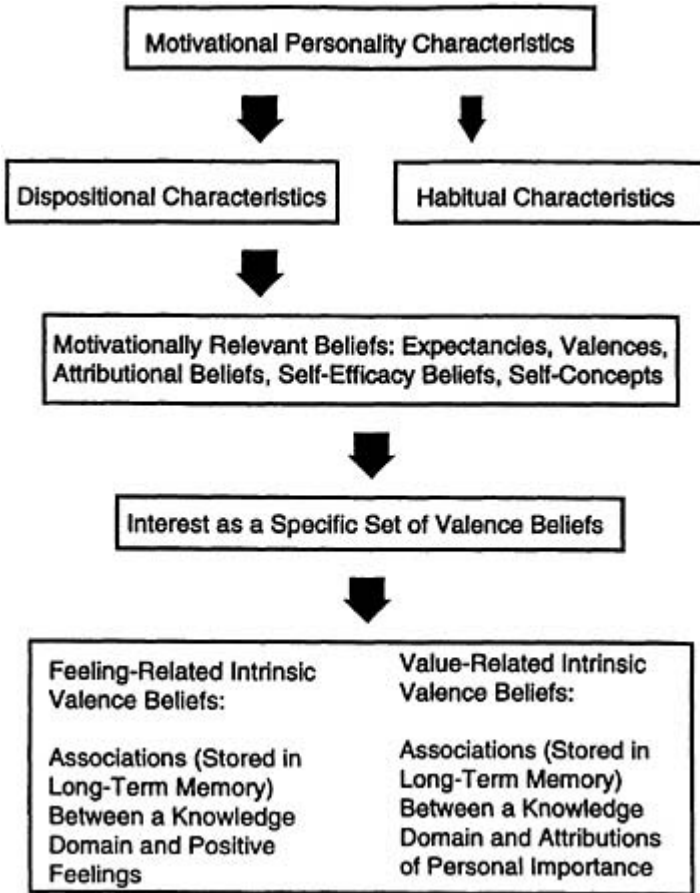 Motivational Personality Characteristics
Dispositional Characteristics
Habitual Characteristics
Motivationally Relevant Beliefs: Expectancies, Valences,
Attributional Beliefs, Self-Efficacy Beliefs, Self-Concepts
Interest as a Specific Set of Valence Beliefs
Feeling-Related Intrinsic
Valence Beliefs:
Associations (Stored in
Long-Term Memory)
Between a Knowledge
Domain and Positive
Feelings
Value-Related Intrinsic
Valence Beliefs:
Associations (Stored in
Long-Term Memory)
Between a Knowledge
Domain and Attributions
of Personal Importance